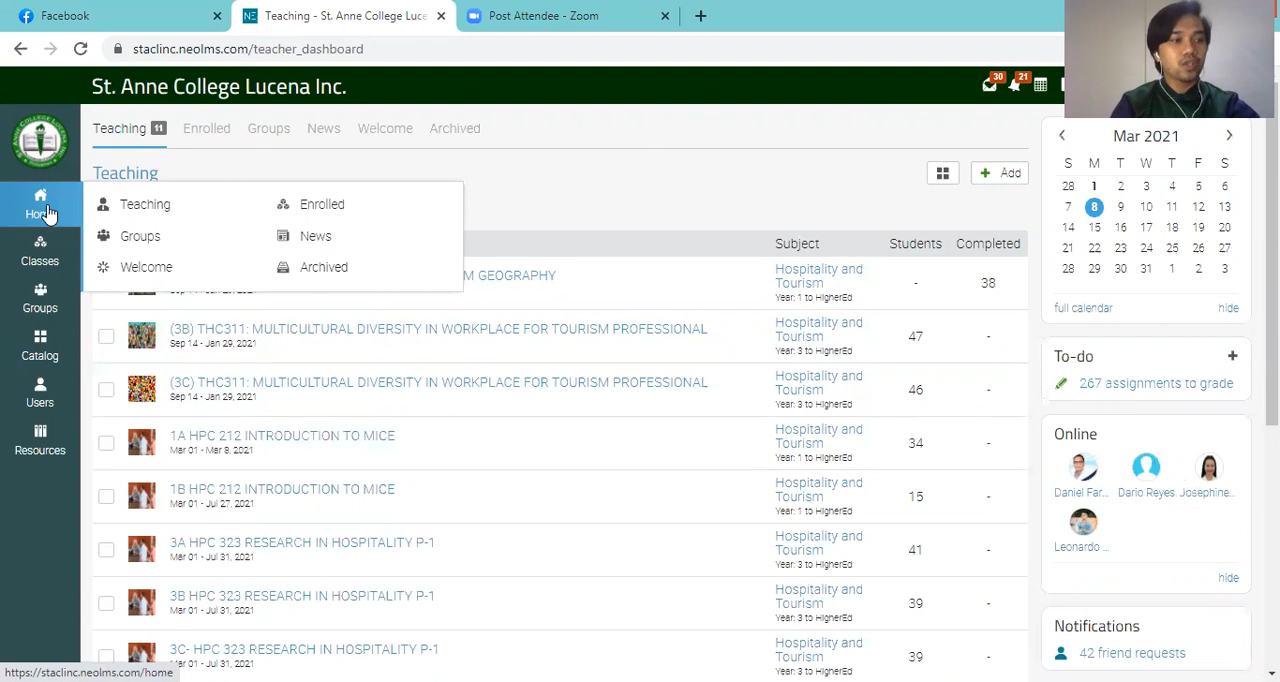 Facebook
Teaching - St. Anne College Luce
Post Attendee - Zoom
staclinc.neolms.com/teacher_dashboard
St. Anne College Lucena Inc.
30
21
Teaching 11
Enrolled
Groups
News
Welcome
Archived
Teaching
Add
Home
Classes
Groups
Catalog
Users
Resources
Teaching
Enrolled
Groups
News
Welcome
Archived
Subject
Students
Completed
M GEOGRAPHY
Hospitality and
Tourism
Year: 1 to HigherEd
-
38
(3B) THC311: MULTICULTURAL DIVERSITY IN WORKPLACE FOR TOURISM PROFESSIONAL
Sep 14 - Jan 29, 2021
Hospitality and
Tourism
Year: 3 to HigherEd
47
-
(3C) THC311: MULTICULTURAL DIVERSITY IN WORKPLACE FOR TOURISM PROFESSIONAL
Sep 14 - Jan 29, 2021
Hospitality and
Tourism
Year: 3 to HigherEd
46
-
1A HPC 212 INTRODUCTION TO MICE
Mar 01 - Mar 8, 2021
Hospitality and
Tourism
Year: 1 to HigherEd
34
-
1B HPC 212 INTRODUCTION TO MICE
Mar 01 - Jul 27, 2021
Hospitality and
Tourism
Year: 1 to HigherEd
15
-
3A HPC 323 RESEARCH IN HOSPITALITY P-1
Mar 01 - Jul 31, 2021
Hospitality and
Tourism
Year: 3 to HigherEd
41
-
3B HPC 323 RESEARCH IN HOSPITALITY P-1
Mar 01 - Jul 31, 2021
Hospitality and
Tourism
Year: 3 to HigherEd
39
-
3C- HPC 323 RESEARCH IN HOSPITALITY P-1
Mar 01 - Jul 31, 2021
Hospitality and
Tourism
Year: 3 to HigherEd
39
-
Mar 2021
S M T W T F S
28 1 2 3 4 5 6
7 8 9 10 11 12 13
14 15 16 17 18 19 20
21 22 23 24 25 26 27
28 29 30 31 1 2 3
full calendar
hide
To-do
267 assignments to grade
Online
Daniel Far...
Dario Reyes
Josephine...
Leonardo ...
hide
Notifications
42 friend requests
https://staclinc.neolms.com/home